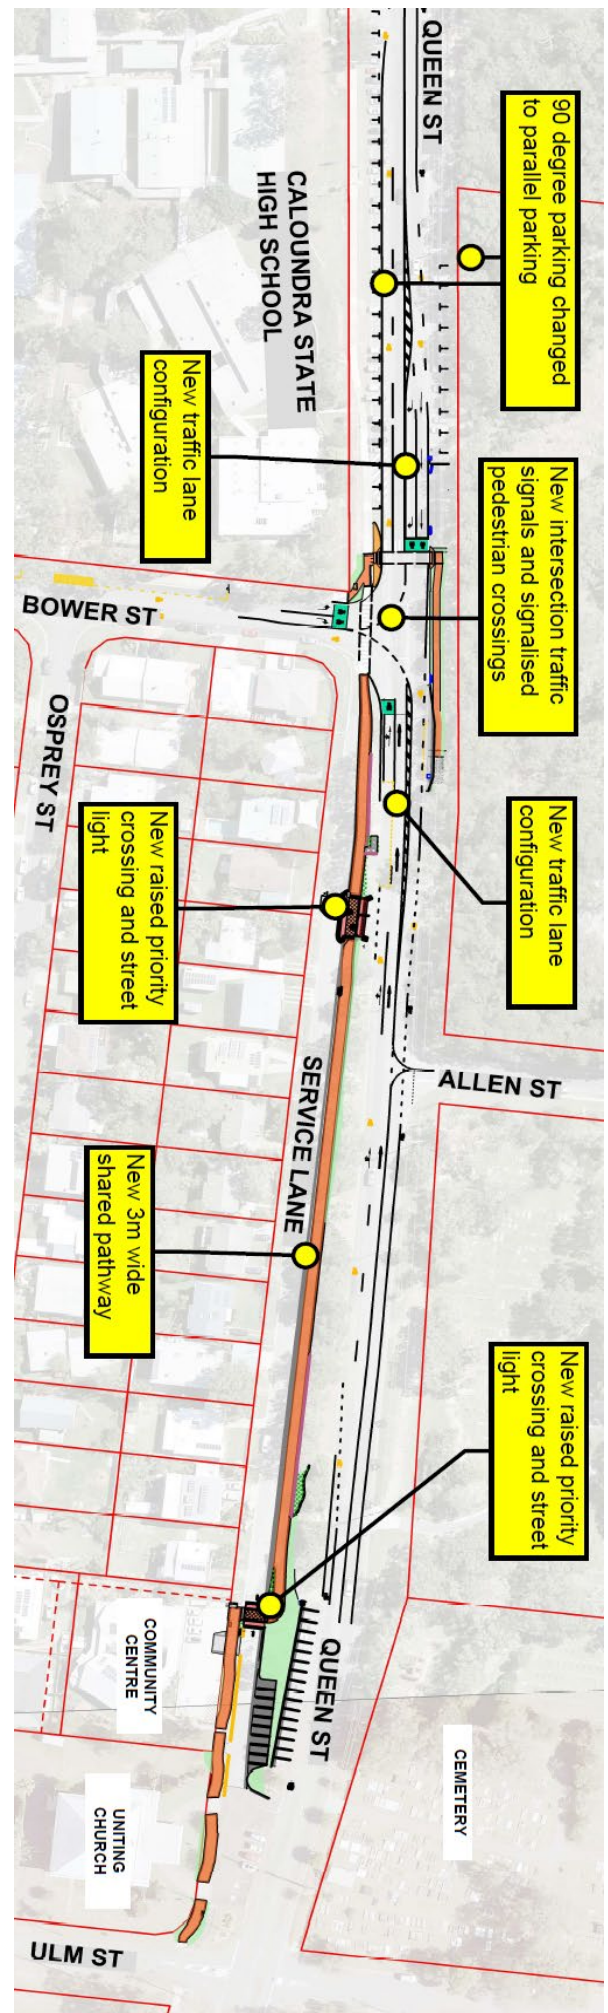 QUEEN ST
90 degree parking changed
to parallel parking
CALOUNDRA STATE
HIGH SCHOOL
New traffic lane
configuration
New intersection traffic
signals and signalised
pedestrian crossings
BOWER ST
OSPREY ST
New traffic lane
configuration
New raised priority
crossing and street
light
ALLEN ST
SERVICE LANE
New 3m wide
shared pathway
New raised priority
crossing and street
light
QUEEN ST
COMMUNITY
CENTRE
CEMETERY
UNITING
CHURCH
ULM ST